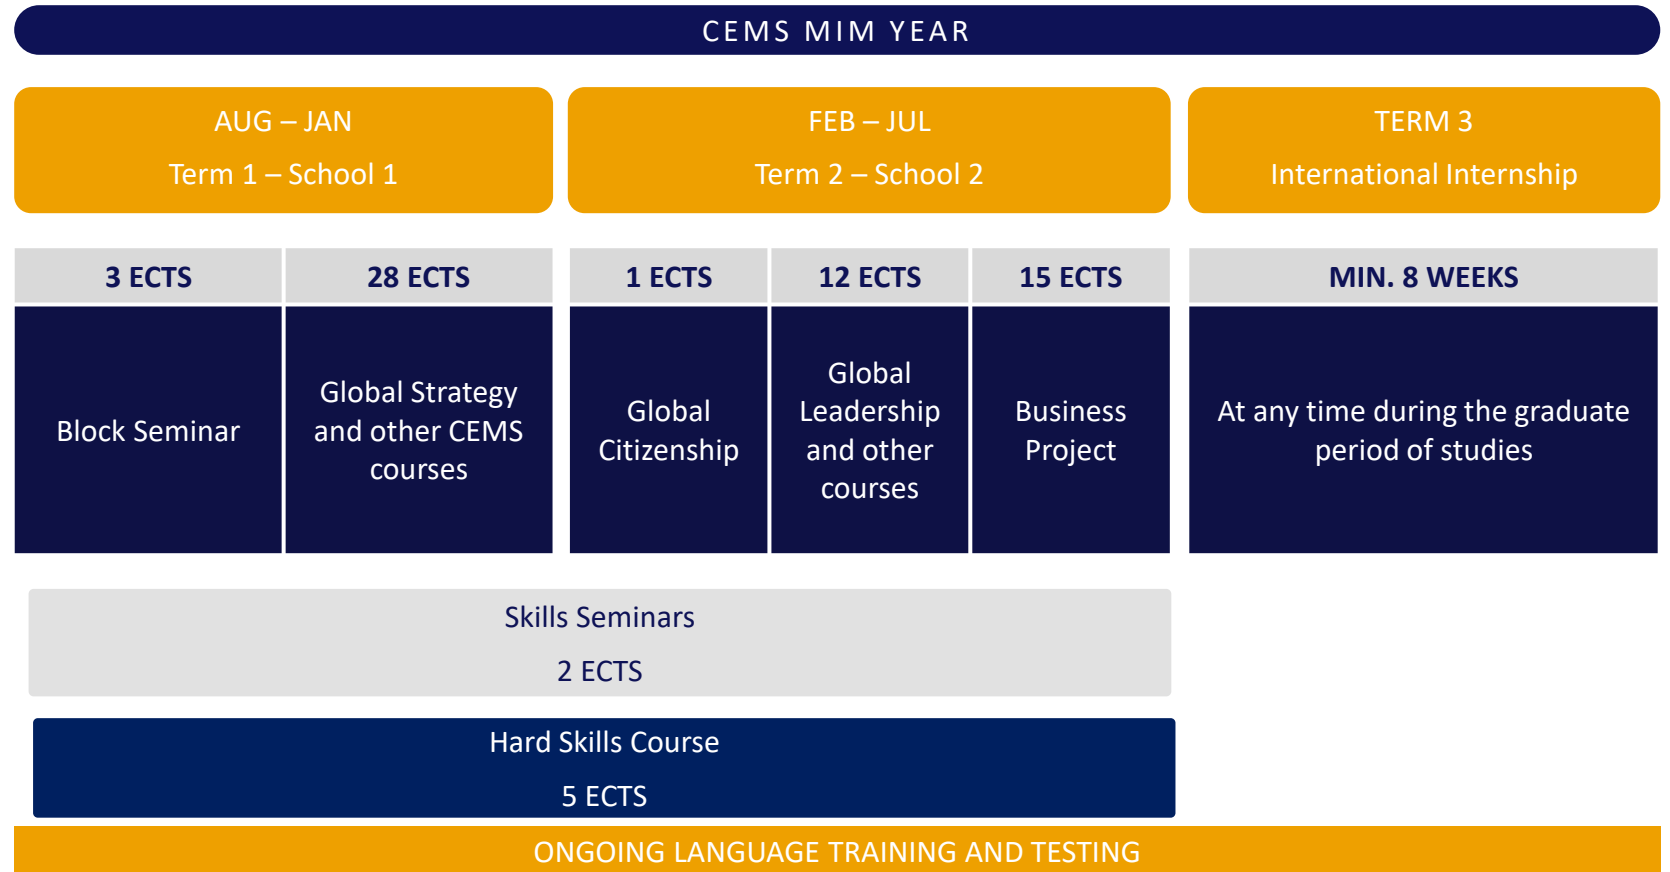 CEMS MIM YEAR
AUG – JAN
Term 1 – School 1
FEB – JUL
Term 2 – School 2
TERM 3
International Internship
3 ECTS
28 ECTS
1 ECTS
12 ECTS
15 ECTS
MIN. 8 WEEKS
Block Seminar
Global Strategy
and other CEMS
courses
Global
Citizenship
Global
Leadership
and other
courses
Business
Project
At any time during the graduate
period of studies
Skills Seminars
2 ECTS
Hard Skills Course
5 ECTS
ONGOING LANGUAGE TRAINING AND TESTING